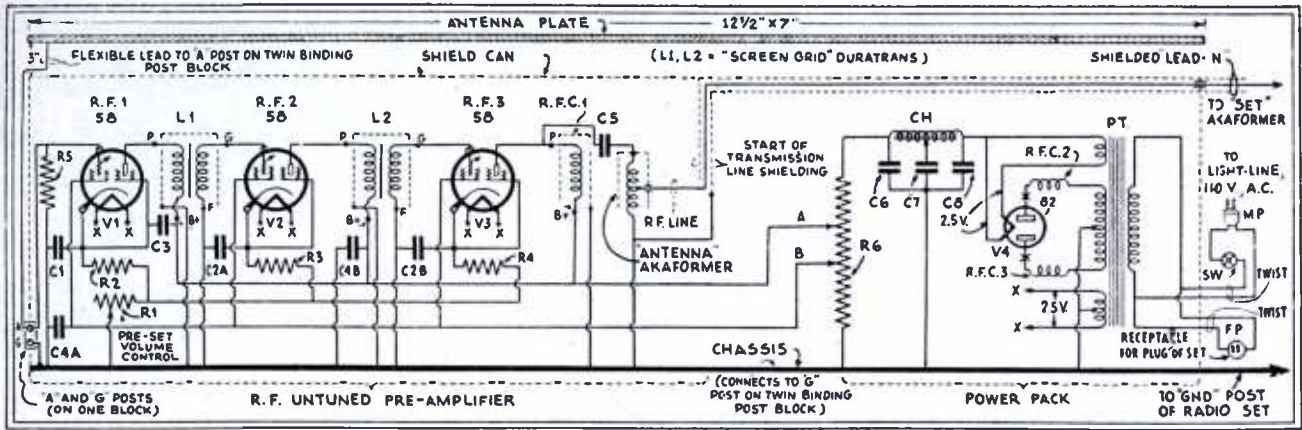 ANTENNA PLATE
12 1/2" X 7'
3"
FLEXIBLE LEAD TO A POST ON TWIN BINDING
POST BLOCK
SHIELD CAN
(L1, L2 = "SCREEN GRID" DURATRANS)
SHIELDED LEAD-N
TO "SET"
AKAFORMER
R.F.1
58
L1
R.F.2
58
L2
R.F.3
58
R.F.C.1
C5
CH
PT
P
G
P
G
P
R5
V1
X X
B+
F
V2
X X
B+
F
V3
X X
B+
R.F. LINE
START OF
TRANSMISSION
LINE SHIELDING
"ANTENNA"
AKAFORMER
A
B
R6
C6
C7
C8
2.5V.
R.F.C.2
82
V4
R.F.C.3
X
2.5V.
X
TO
LIGHT-LINE,
110 V. A.C.
MP
SW
TWIST
TWIST
RECEPTACLE
FOR PLUG OF SET
FP
C1
C3
R2
R1
PRE-SET
VOLUME
CONTROL
C4A
C2A
R3
C4B
C2B
R4
A
G
CHASSIS
"A" AND "G" POSTS
(ON ONE BLOCK)
R.F. UNTUNED PRE-AMPLIFIER
(CONNECTS TO "G"
POST ON TWIN BINDING
POST BLOCK)
POWER PACK
TO "GND" POST
OF RADIO SET